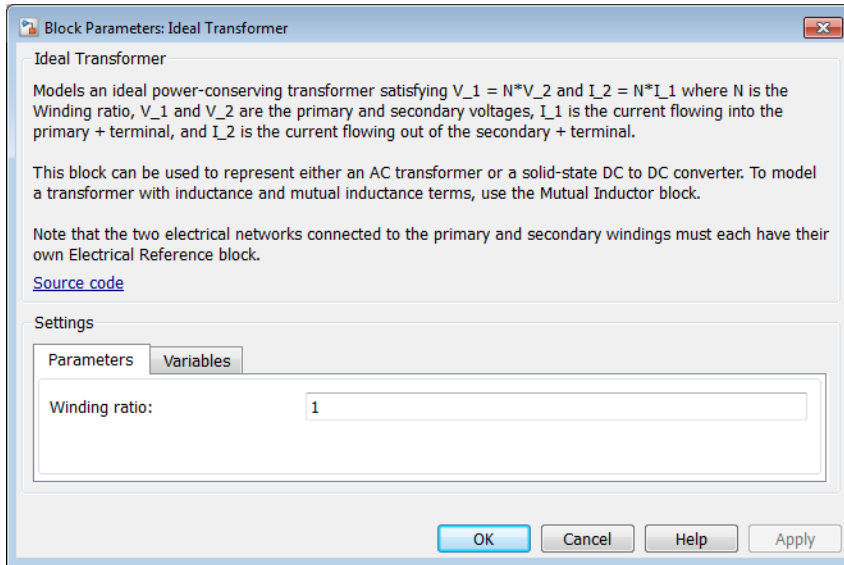 Block Parameters: Ideal Transformer
Ideal Transformer
Models an ideal power-conserving transformer satisfying V_1 = N*V_2 and I_2 = N*I_1 where N is the
Winding ratio, V_1 and V_2 are the primary and secondary voltages, I_1 is the current flowing into the
primary + terminal, and I_2 is the current flowing out of the secondary + terminal.
This block can be used to represent either an AC transformer or a solid-state DC to DC converter. To model
a transformer with inductance and mutual inductance terms, use the Mutual Inductor block.
Note that the two electrical networks connected to the primary and secondary windings must each have their
own Electrical Reference block.
Source code
Settings
Parameters Variables
Winding ratio: 1
OK Cancel Help Apply